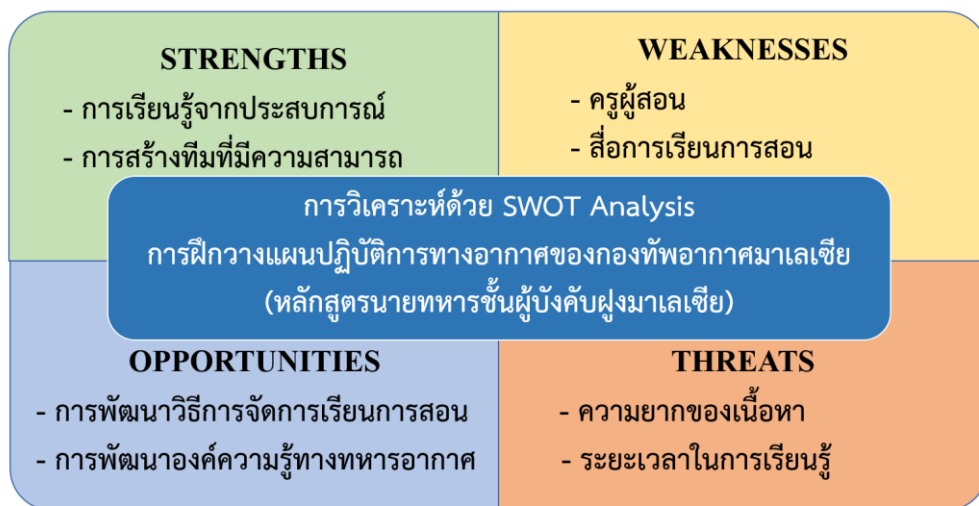 STRENGTHS
- การเรียนรู้จากประสบการณ์
- การสร้างทีมที่มีความสามารถ
WEAKNESSES
- ครูผู้สอน
- สื่อการเรียนการสอน
การวิเคราะห์ด้วย SWOT Analysis
การฝึกวางแผนปฏิบัติการทางอากาศของกองทัพอากาศมาเลเซีย
(หลักสูตรนายทหารชั้นผู้บังคับฝูงมาเลเซีย)
OPPORTUNITIES
- การพัฒนาวิธีการจัดการเรียนการสอน
- การพัฒนาองค์ความรู้ทางทหารอากาศ
THREATS
- ความยากของเนื้อหา
- ระยะเวลาในการเรียนรู้